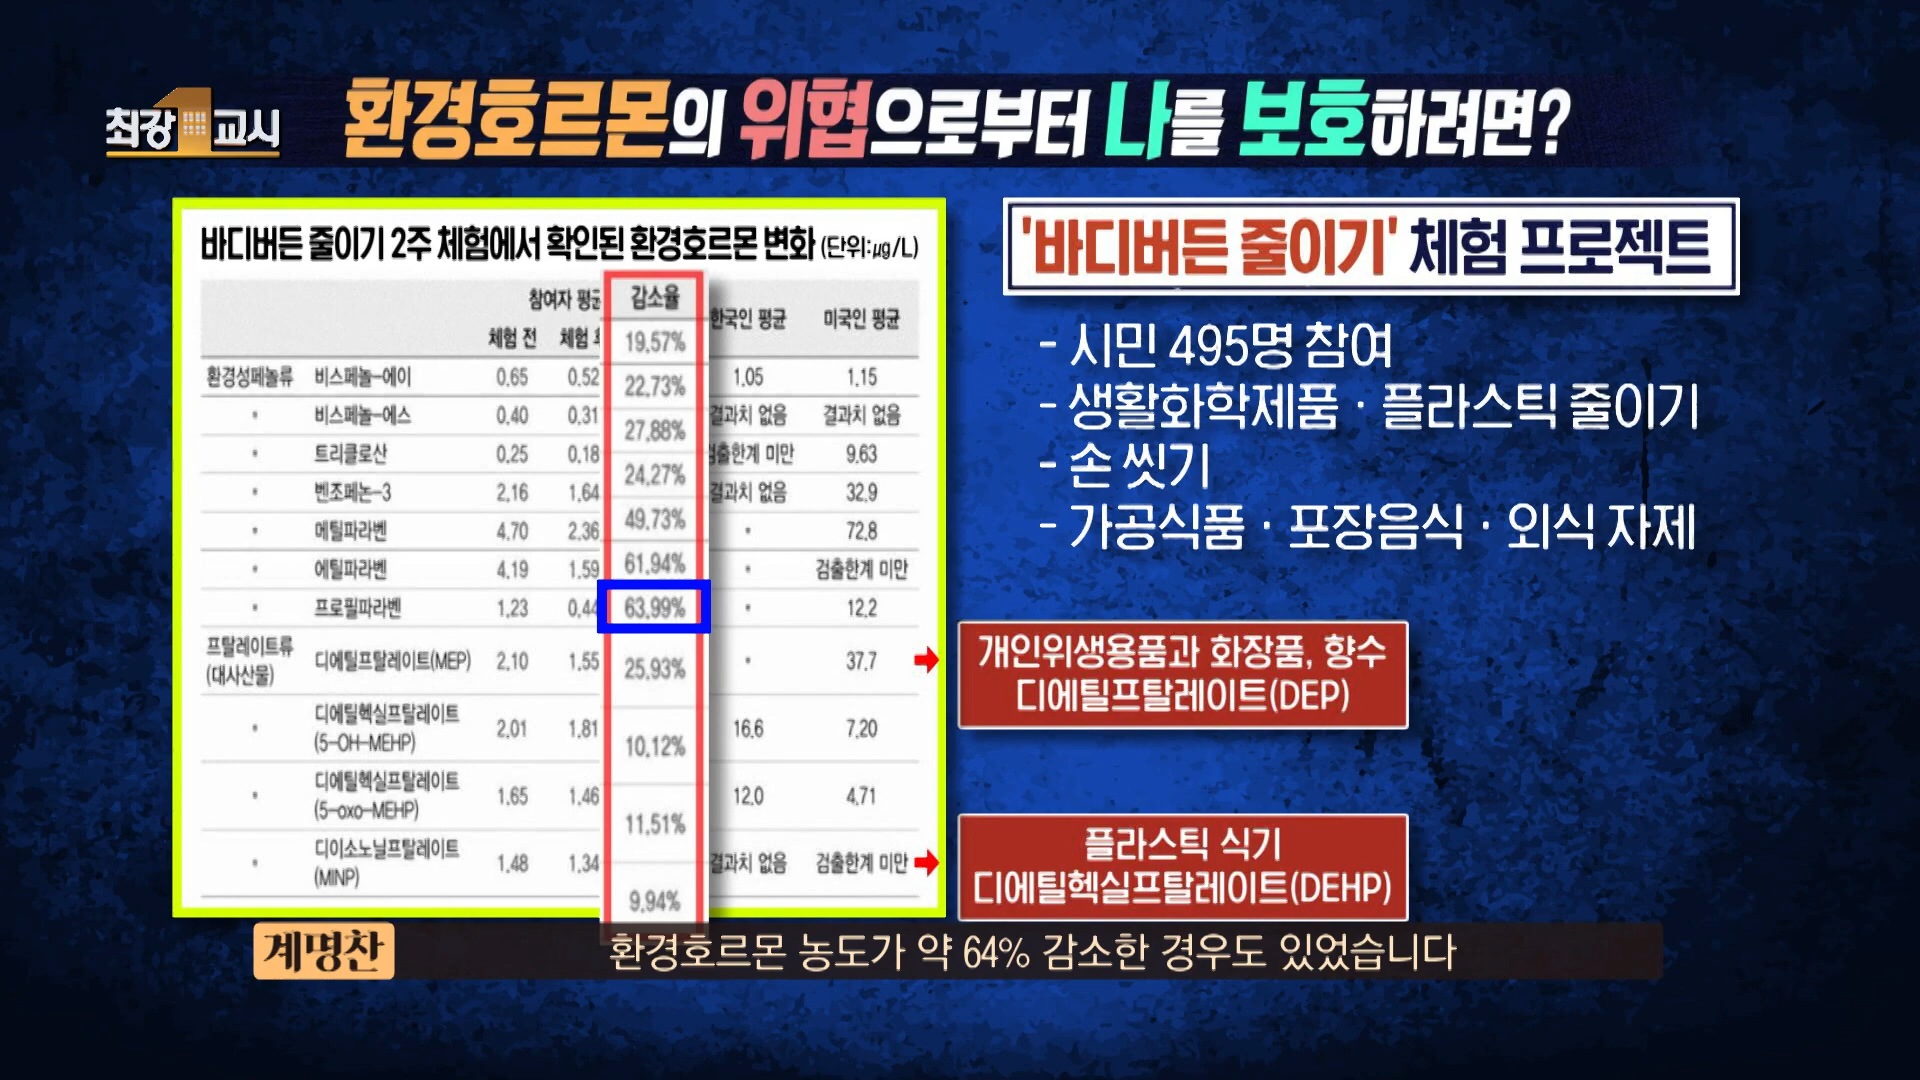 최강1교시
환경호르몬의 위협으로부터 나를 보호하려면?
바디버든 줄이기 2주 체험에서 확인된 환경호르몬 변화 (단위:㎍/L)
참여자 평균 감소율 한국인 평균 미국인 평균
체험 전 체험 후
19.57%
환경성페놀류 비스페놀-에이 0.65 0.52 1.05 1.15
22.73%
" 비스페놀-에스 0.40 0.31 결과치 없음 결과치 없음
27.88%
" 트리클로산 0.25 0.18 검출한계 미만 9.63
24.27%
" 벤조페논-3 2.16 1.64 결과치 없음 32.9
49.73%
" 메틸파라벤 4.70 2.36 " 72.8
61.94%
" 에틸파라벤 4.19 1.59 " 검출한계 미만
" 프로필파라벤 1.23 0.44 63.99% " 12.2
프탈레이트류
(대사산물) 디에틸프탈레이트(MEP) 2.10 1.55 25.93% " 37.7
" 디에틸헥실프탈레이트
(5-OH-MEHP) 2.01 1.81 10.12% 16.6 7.20
" 디에틸헥실프탈레이트
(5-oxo-MEHP) 1.65 1.46 11.51% 12.0 4.71
" 디이소노닐프탈레이트
(MINP) 1.48 1.34 9.94% 결과치 없음 검출한계 미만
'바디버든 줄이기' 체험 프로젝트
- 시민 495명 참여
- 생활화학제품 · 플라스틱 줄이기
- 손 씻기
- 가공식품 · 포장음식 · 외식 자제
개인위생용품과 화장품, 향수
디에틸프탈레이트(DEP)
플라스틱 식기
디에틸헥실프탈레이트(DEHP)
계명찬
환경호르몬 농도가 약 64% 감소한 경우도 있었습니다